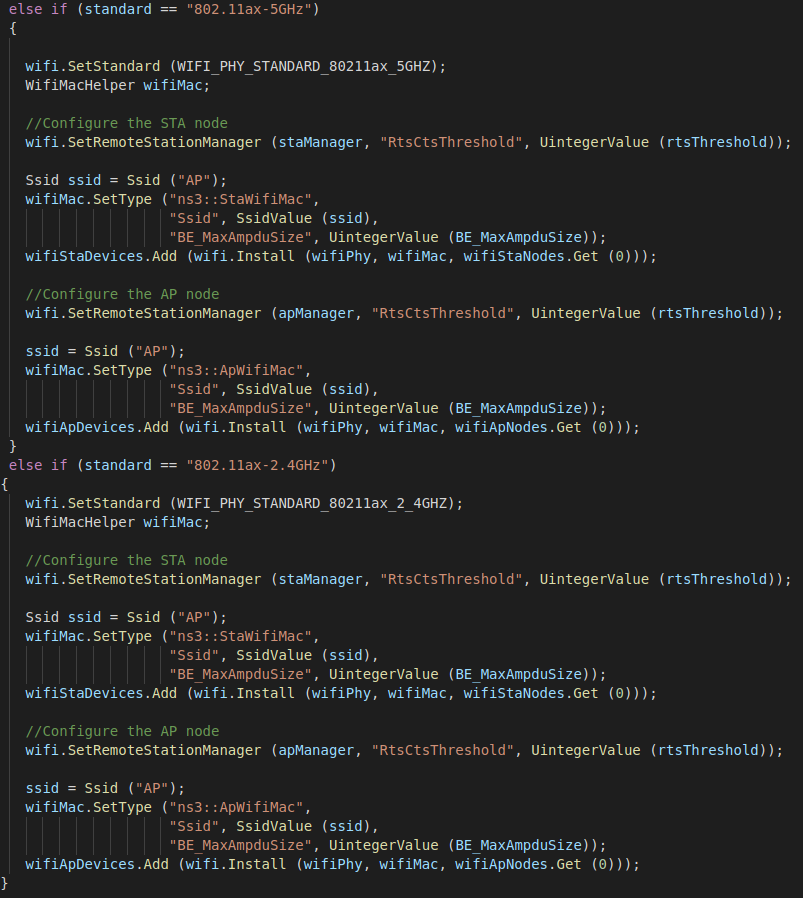 else if (standard == "802.11ax-5GHz")
{
wifi.SetStandard (WIFI_PHY_STANDARD_80211ax_5GHZ);
WifiMacHelper wifiMac;
//Configure the STA node
wifi.SetRemoteStationManager (staManager, "RtsCtsThreshold", UintegerValue (rtsThreshold));
Ssid ssid = Ssid ("AP");
wifiMac.SetType ("ns3::StaWifiMac",
"Ssid", SsidValue (ssid),
"BE_MaxAmpduSize", UintegerValue (BE_MaxAmpduSize));
wifiStaDevices.Add (wifi.Install (wifiPhy, wifiMac, wifiStaNodes.Get (0)));
//Configure the AP node
wifi.SetRemoteStationManager (apManager, "RtsCtsThreshold", UintegerValue (rtsThreshold));
ssid = Ssid ("AP");
wifiMac.SetType ("ns3::ApWifiMac",
"Ssid", SsidValue (ssid),
"BE_MaxAmpduSize", UintegerValue (BE_MaxAmpduSize));
wifiApDevices.Add (wifi.Install (wifiPhy, wifiMac, wifiApNodes.Get (0)));
}
else if (standard == "802.11ax-2.4GHz")
{
wifi.SetStandard (WIFI_PHY_STANDARD_80211ax_2_4GHZ);
WifiMacHelper wifiMac;
//Configure the STA node
wifi.SetRemoteStationManager (staManager, "RtsCtsThreshold", UintegerValue (rtsThreshold));
Ssid ssid = Ssid ("AP");
wifiMac.SetType ("ns3::StaWifiMac",
"Ssid", SsidValue (ssid),
"BE_MaxAmpduSize", UintegerValue (BE_MaxAmpduSize));
wifiStaDevices.Add (wifi.Install (wifiPhy, wifiMac, wifiStaNodes.Get (0)));
//Configure the AP node
wifi.SetRemoteStationManager (apManager, "RtsCtsThreshold", UintegerValue (rtsThreshold));
ssid = Ssid ("AP");
wifiMac.SetType ("ns3::ApWifiMac",
"Ssid", SsidValue (ssid),
"BE_MaxAmpduSize", UintegerValue (BE_MaxAmpduSize));
wifiApDevices.Add (wifi.Install (wifiPhy, wifiMac, wifiApNodes.Get (0)));
}